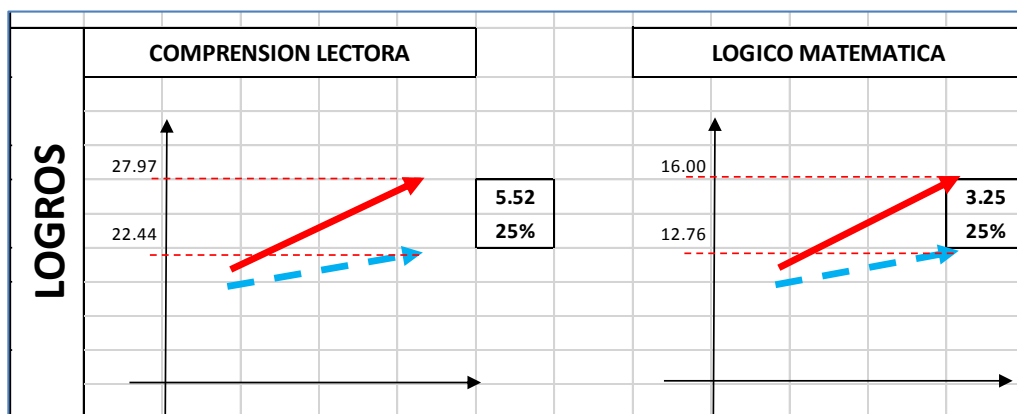 LOGROS
COMPRENSION LECTORA
27.97
22.44
5.52
25%
LOGICO MATEMATICA
16.00
12.76
3.25
25%